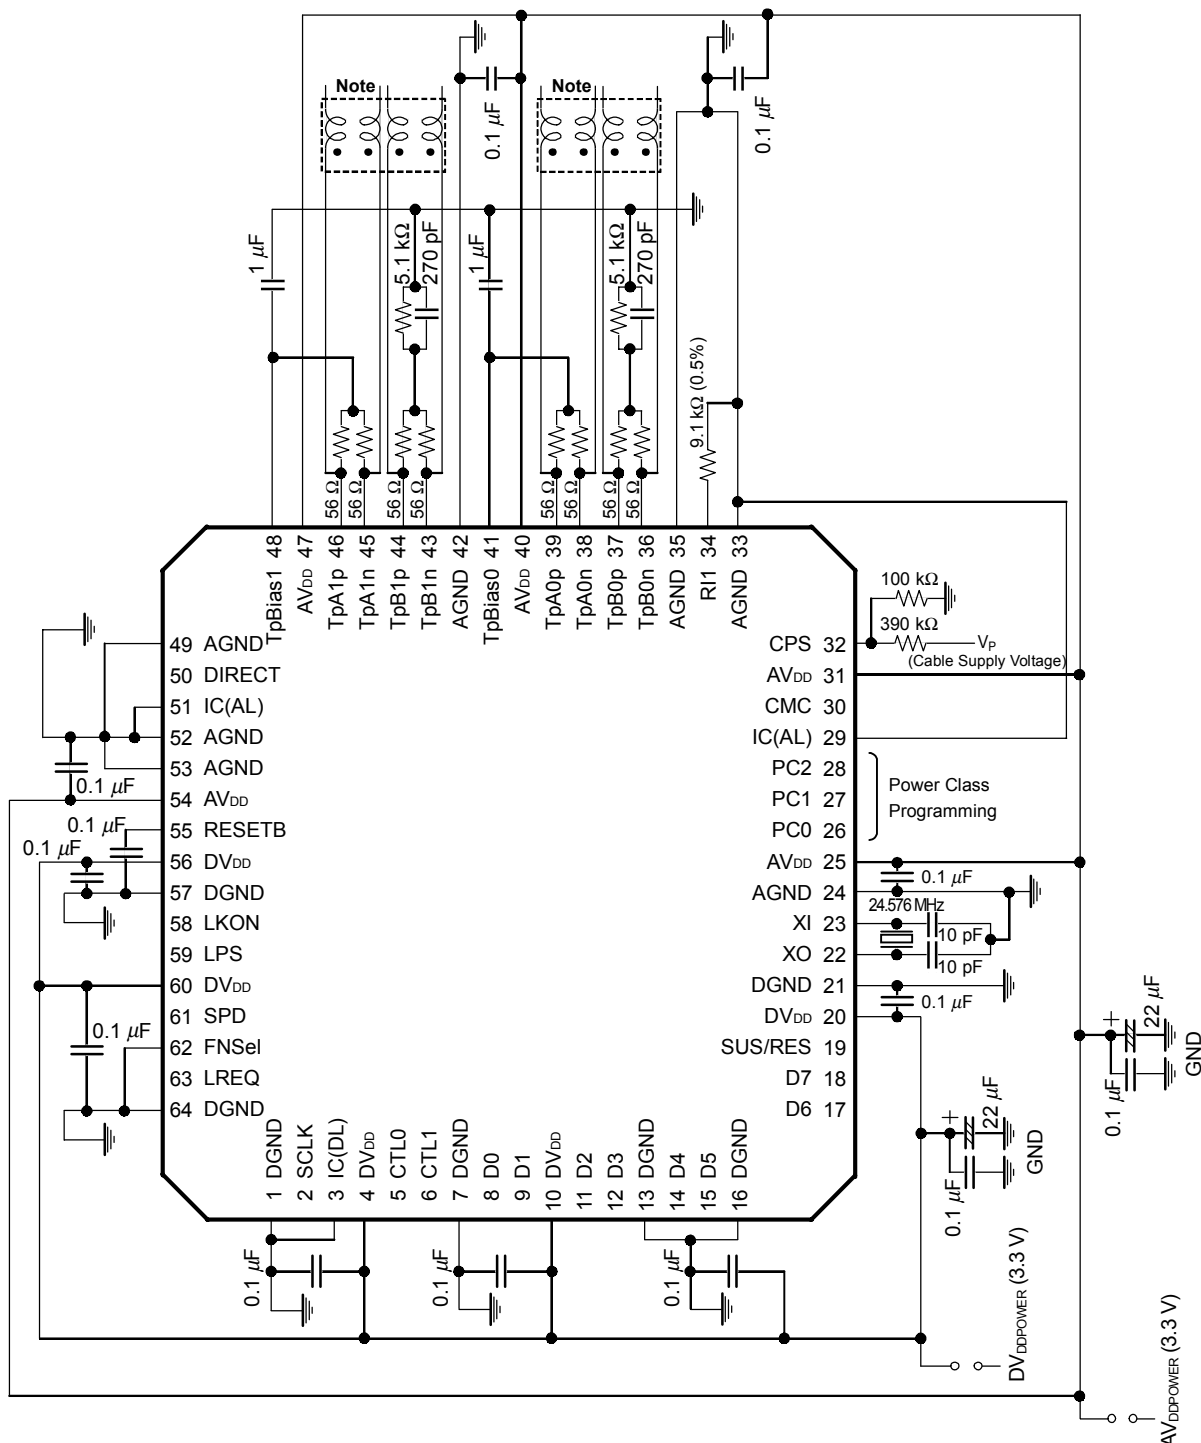 Note
Note
0.1 μF
0.1 μF
1 μF
5.1 kΩ
270 pF
1 μF
5.1 kΩ
270 pF
9.1 kΩ (0.5%)
56 Ω
56 Ω
56 Ω
56 Ω
56 Ω
56 Ω
56 Ω
56 Ω
TpBias1 48
AVDD 47
TpA1p 46
TpA1n 45
TpB1p 44
TpB1n 43
AGND 42
TpBias0 41
AVDD 40
TpA0p 39
TpA0n 38
TpB0p 37
TpB0n 36
AGND 35
RI1 34
AGND 33
49 AGND
50 DIRECT
51 IC(AL)
52 AGND
53 AGND
54 AVDD
55 RESETB
56 DVDD
57 DGND
58 LKON
59 LPS
60 DVDD
61 SPD
62 FNSel
63 LREQ
64 DGND
0.1 μF
0.1 μF
0.1 μF
0.1 μF
CPS 32
AVDD 31
CMC 30
IC(AL) 29
PC2 28
PC1 27
PC0 26
AVDD 25
AGND 24
XI 23
XO 22
DGND 21
DVDD 20
SUS/RES 19
D7 18
D6 17
100 kΩ
390 kΩ
VP
(Cable Supply Voltage)
Power Class
Programming
0.1 μF
24.576 MHz
10 pF
10 pF
0.1 μF
+
22 μF
0.1 μF
GND
+
22 μF
0.1 μF
GND
1 DGND
2 SCLK
3 IC(DL)
4 DVDD
5 CTL0
6 CTL1
7 DGND
8 D0
9 D1
10 DVDD
11 D2
12 D3
13 DGND
14 D4
15 D5
16 DGND
0.1 μF
0.1 μF
0.1 μF
DVDDPOWER (3.3 V)
AVDDPOWER (3.3 V)